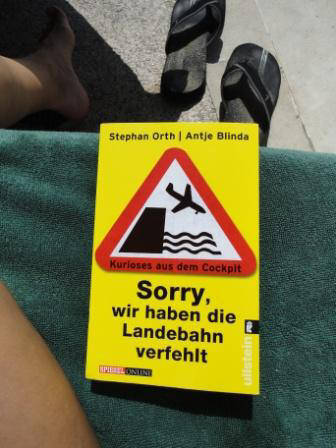 Stephan Orth | Antje Blinda
Kurioses aus dem Cockpit
Sorry,
wir haben die
Landebahn
verfehlt
SPIEGEL ONLINE
ullstein